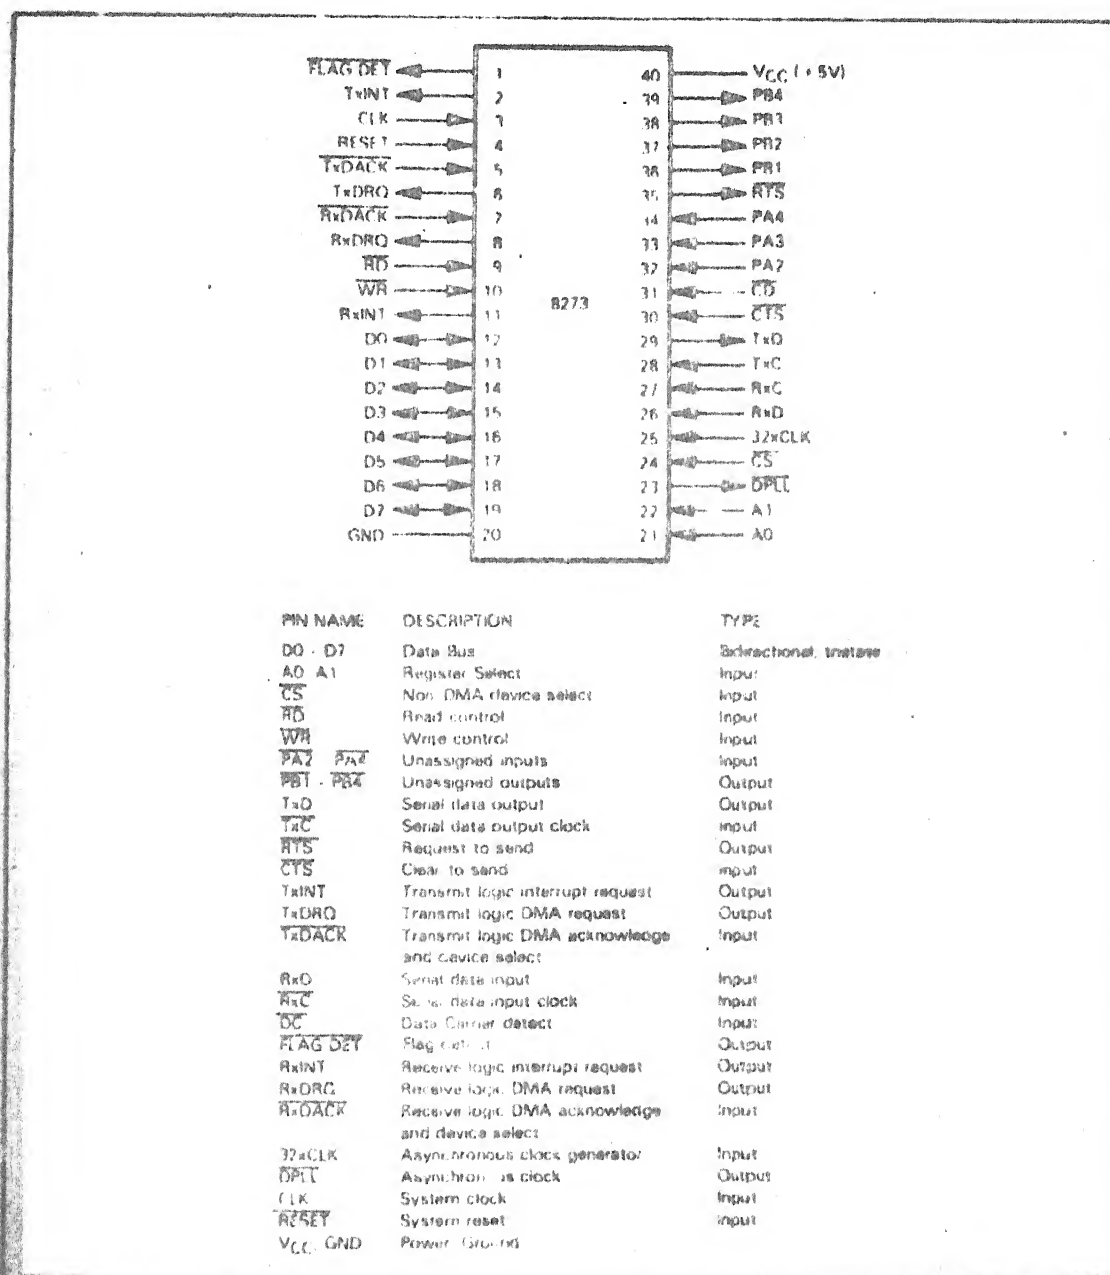 FLAG DET 1 40 VCC (+5V)
TxINT 2 39 PB4
CLK 3 38 PB3
RESET 4 37 PB2
TxDACK 5 36 PB1
TxDRQ 6 35 RTS
RxDACK 7 34 PA4
RxDRQ 8 33 PA3
RD 9 32 PA2
WR 10 31 CD
RxINT 11 8273 30 CTS
D0 12 29 TxD
D1 13 28 TxC
D2 14 27 RxC
D3 15 26 RxD
D4 16 25 32xCLK
D5 17 24 CS
D6 18 23 DPLL
D7 19 22 A1
GND 20 21 A0
PIN NAME DESCRIPTION TYPE
D0 - D7 Data Bus Bidirectional, tristate
A0 A1 Register Select Input
CS Non DMA device select Input
RD Read control Input
WR Write control Input
PA2 PA4 Unassigned inputs Input
PB1 - PB4 Unassigned outputs Output
TxD Serial data output Output
TxC Serial data output clock Input
RTS Request to send Output
CTS Clear to send Input
TxINT Transmit logic interrupt request Output
TxDRQ Transmit logic DMA request Output
TxDACK Transmit logic DMA acknowledge Input
and device select
RxD Serial data input Input
RxC Serial data input clock Input
DC Data Carrier detect Input
FLAG DET Flag detect Output
RxINT Receive logic interrupt request Output
RxDRQ Receive logic DMA request Output
RxDACK Receive logic DMA acknowledge Input
and device select
32xCLK Asynchronous clock generator Input
DPLL Asynchronous clock Output
CLK System clock Input
RESET System reset Input
VCC, GND Power Ground